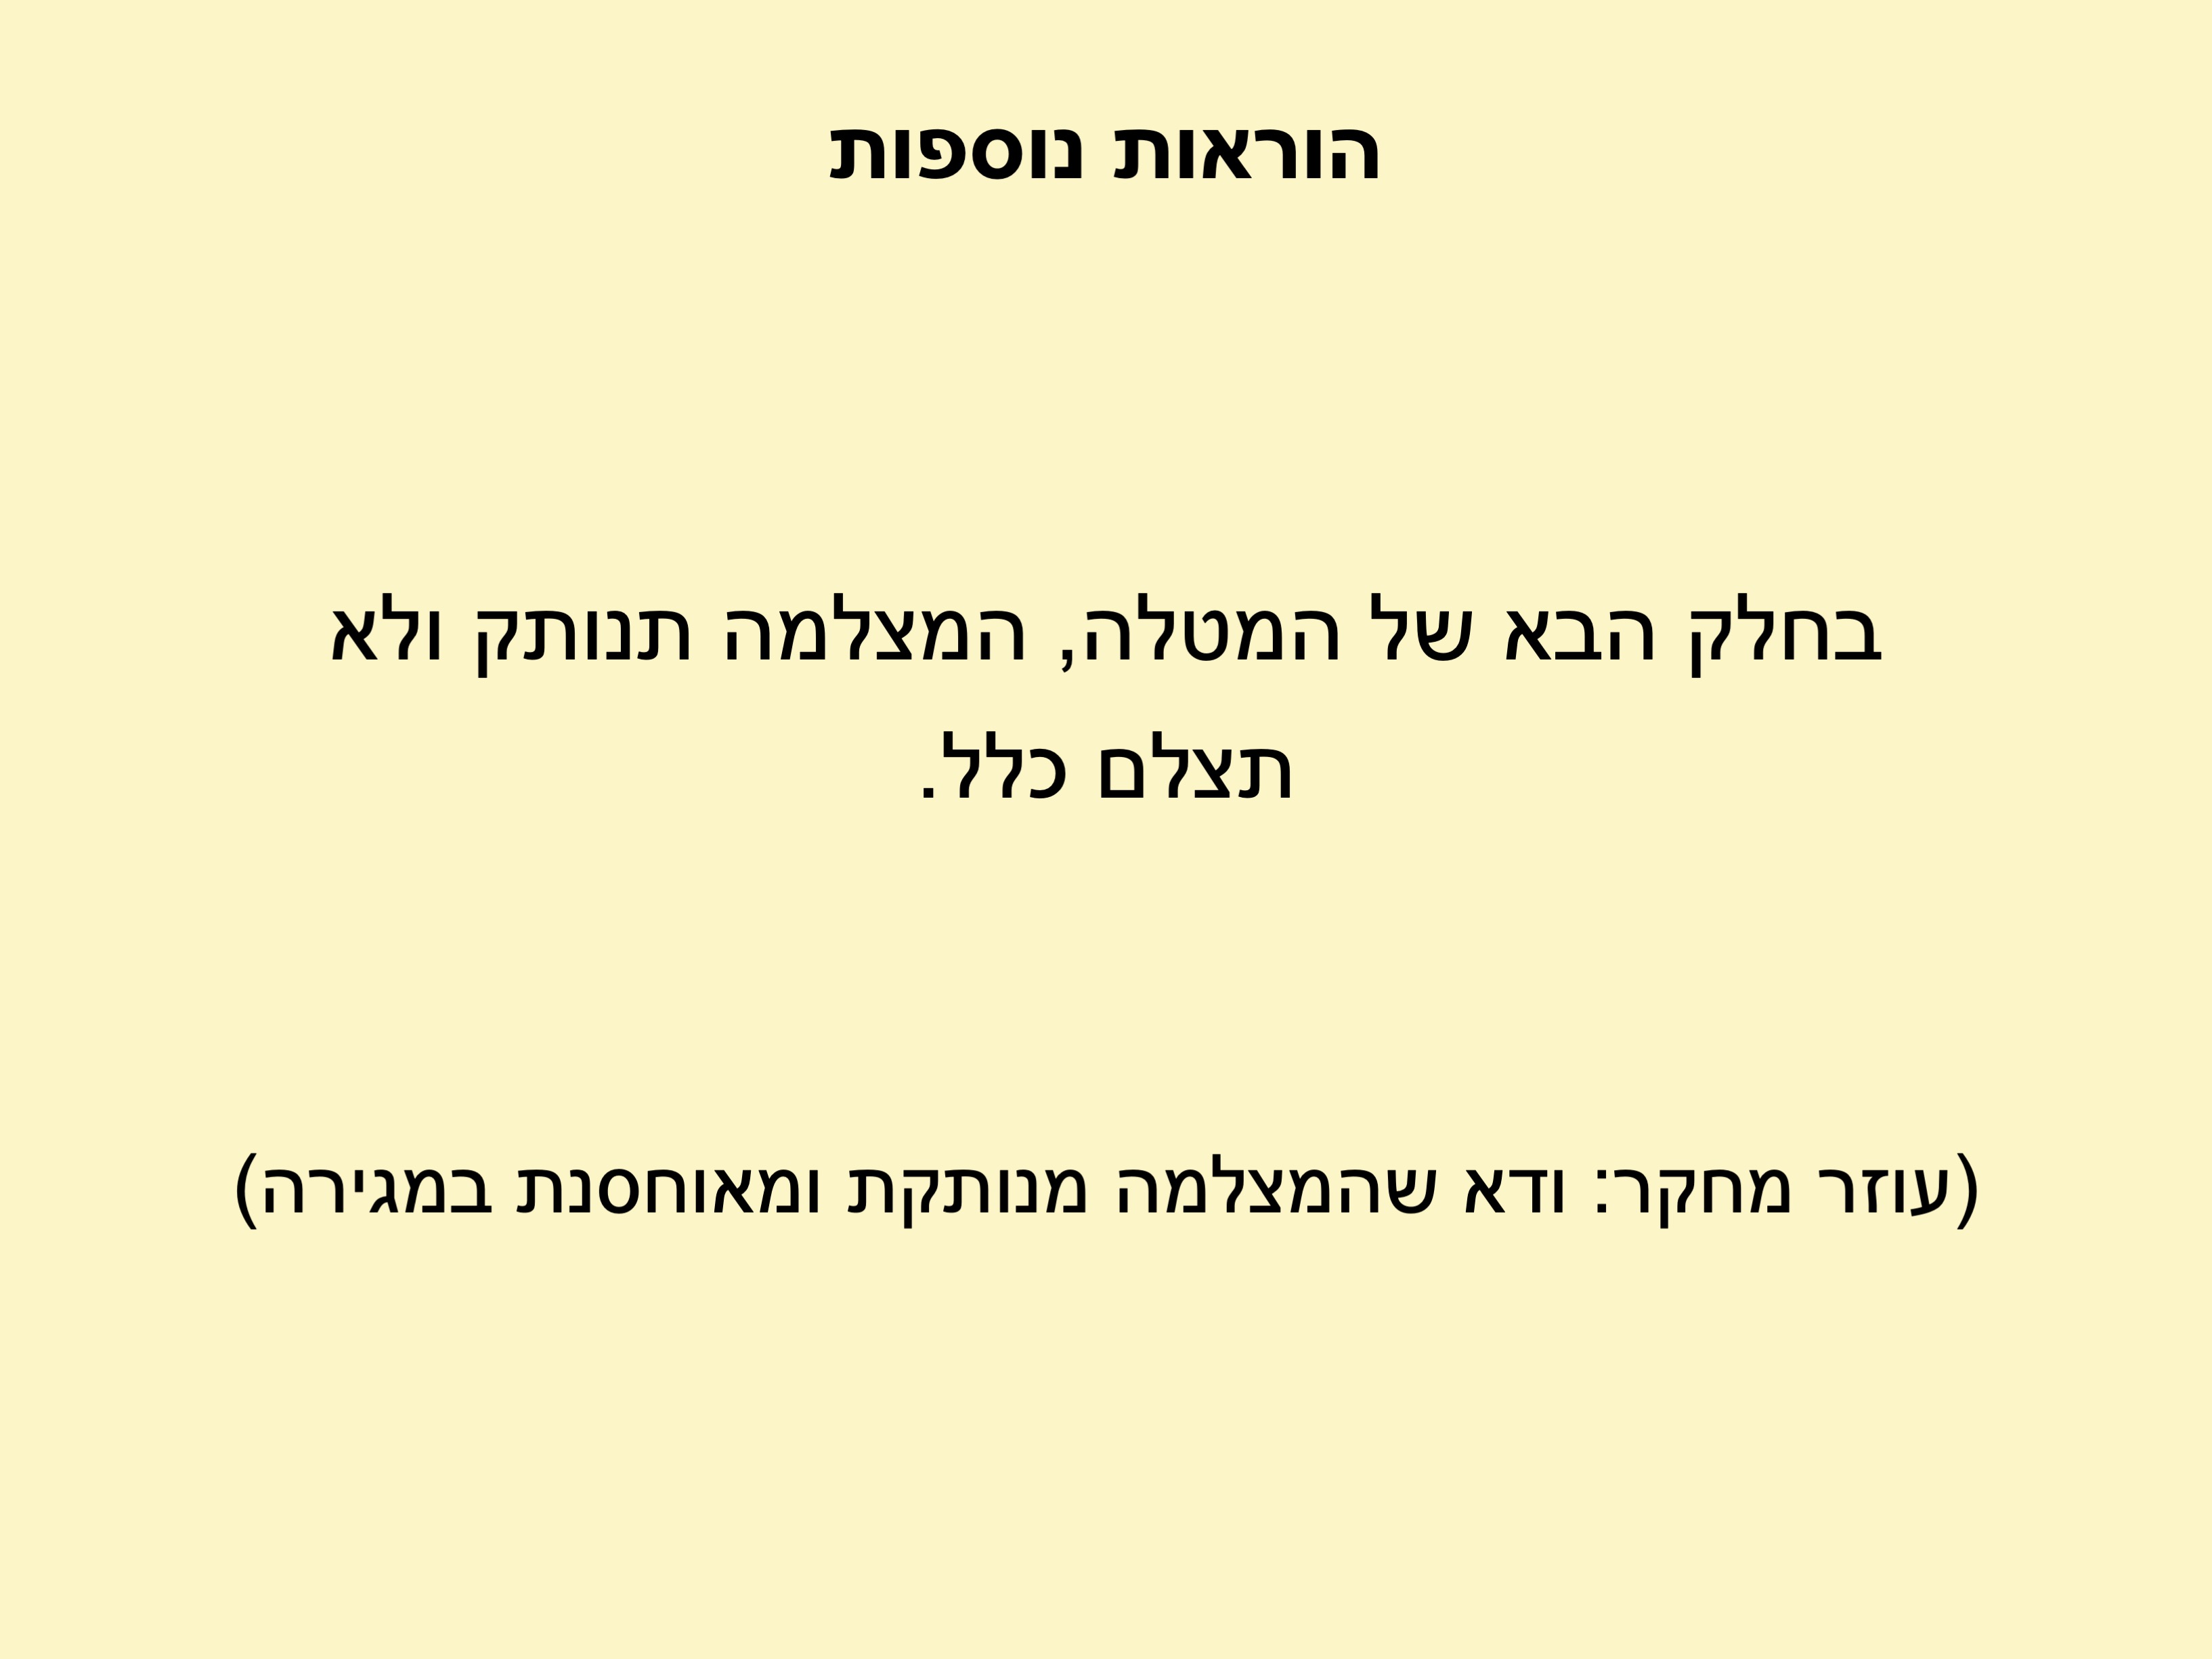 הוראות נוספות
בחלק הבא של המטלה, המצלמה תנותק ולא
תצלם כלל.
(עוזר מחקר: ודא שהמצלמה מנותקת ומאוחסנת במגירה)